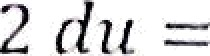 2 du =